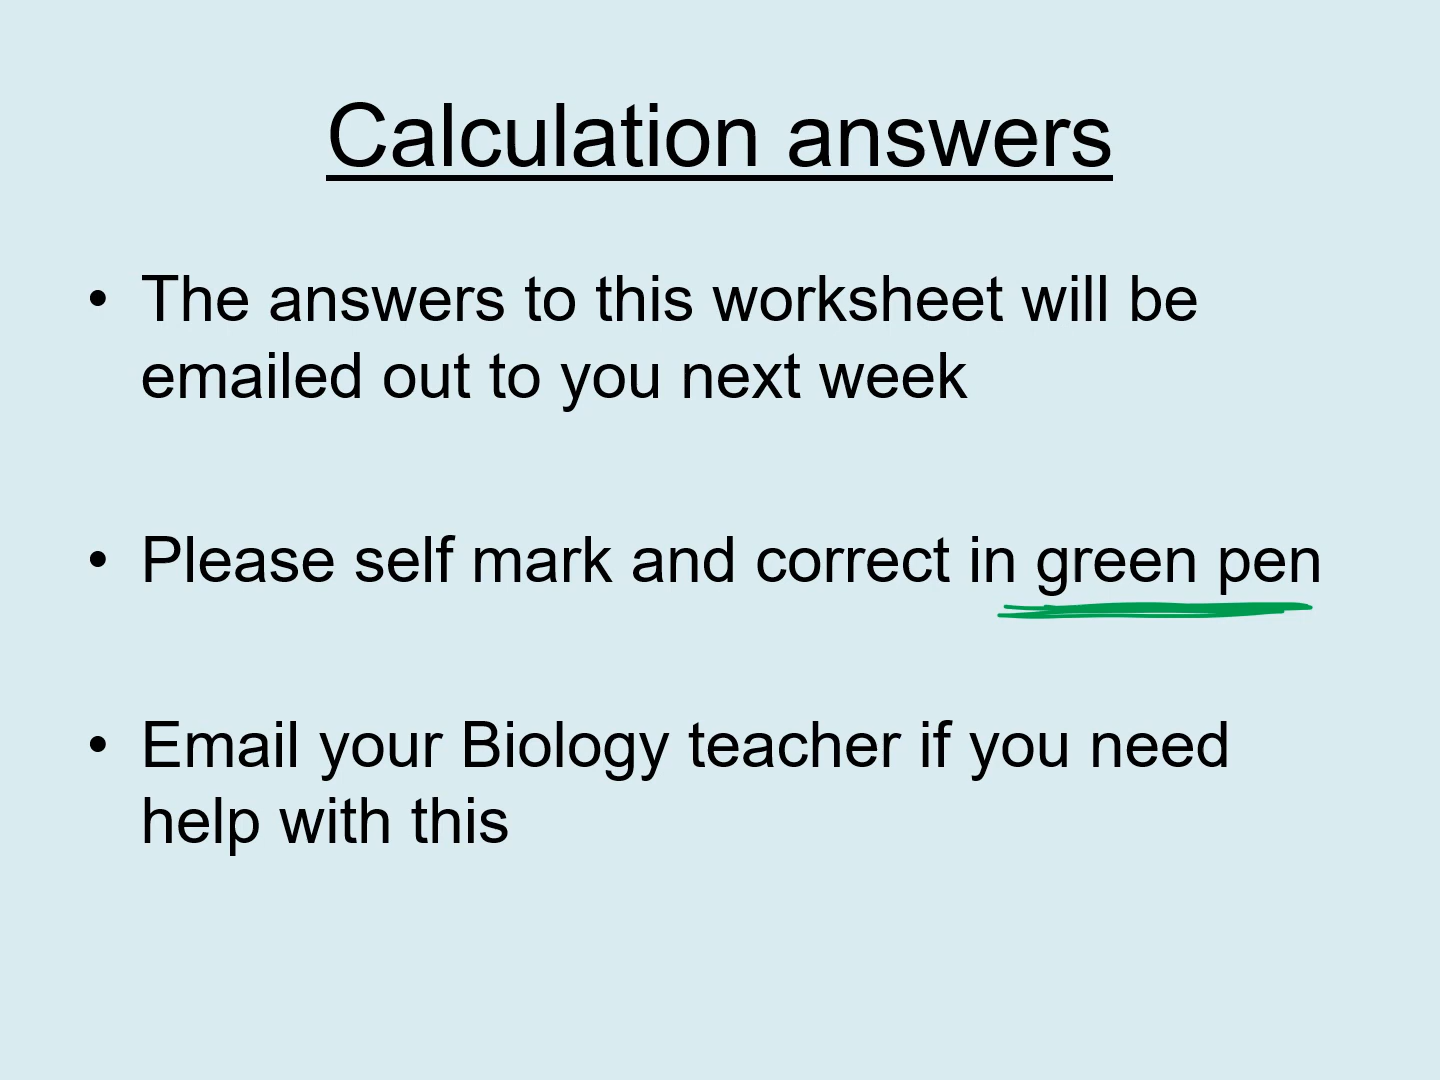 Calculation answers
• The answers to this worksheet will be
emailed out to you next week
• Please self mark and correct in green pen
• Email your Biology teacher if you need
help with this